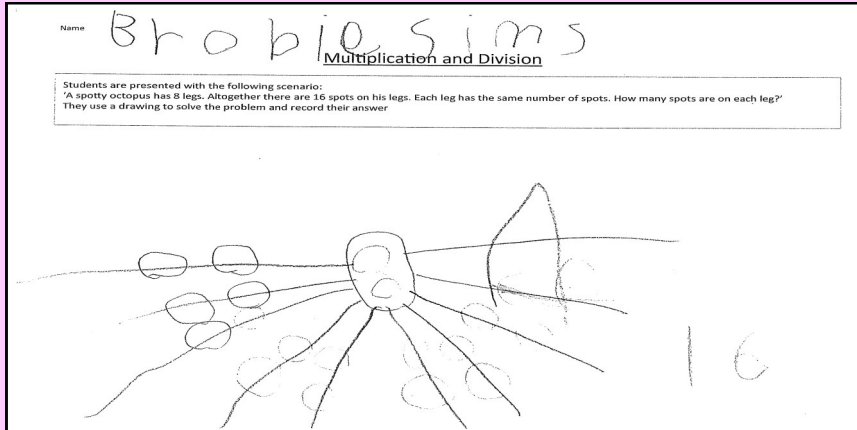 Name Brobie Sims
Multiplication and Division
Students are presented with the following scenario:
'A spotty octopus has 8 legs. Altogether there are 16 spots on his legs. Each leg has the same number of spots. How many spots are on each leg?'
They use a drawing to solve the problem and record their answer
16